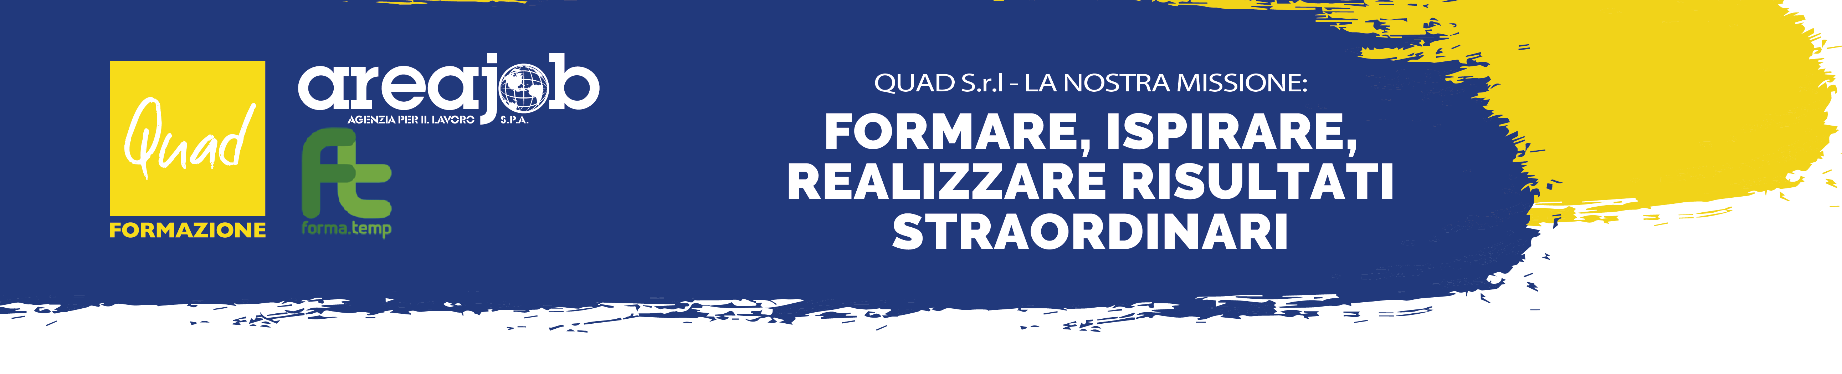 Quad
FORMAZIONE
areajob
AGENZIA PER IL LAVORO S.P.A.
forma.temp
QUAD S.r.l - LA NOSTRA MISSIONE:
FORMARE, ISPIRARE,
REALIZZARE RISULTATI
STRAORDINARI